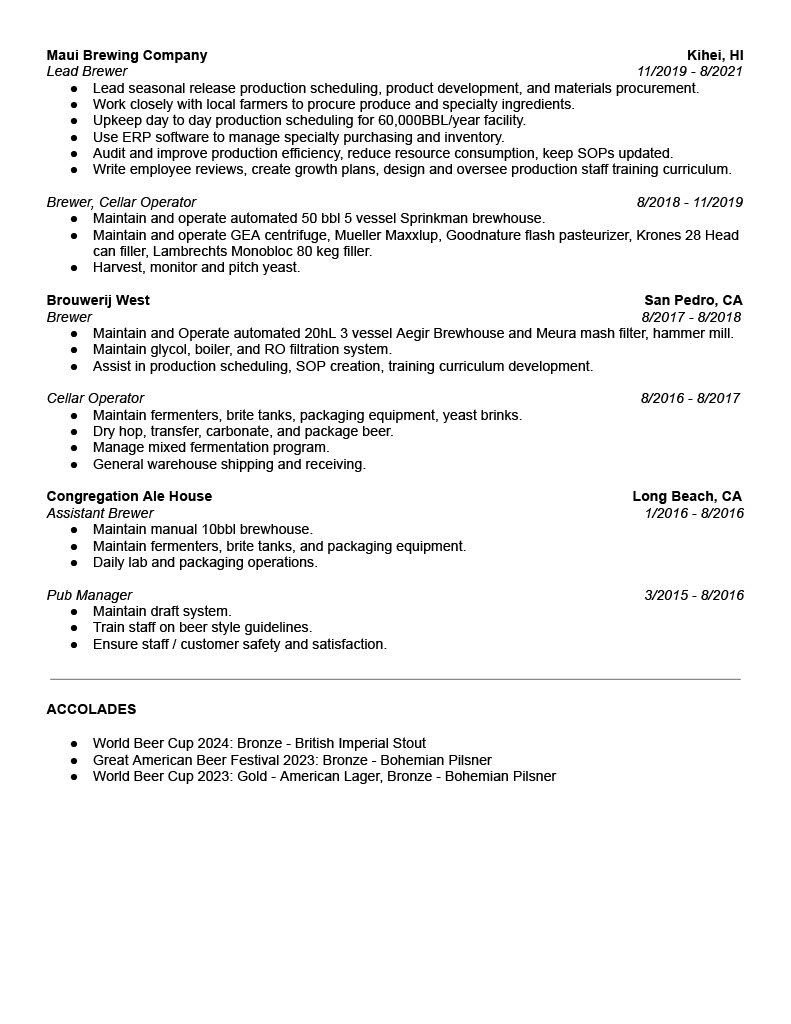 Maui Brewing Company Kihei, HI
Lead Brewer 11/2019 - 8/2021
● Lead seasonal release production scheduling, product development, and materials procurement.
● Work closely with local farmers to procure produce and specialty ingredients.
● Upkeep day to day production scheduling for 60,000BBL/year facility.
● Use ERP software to manage specialty purchasing and inventory.
● Audit and improve production efficiency, reduce resource consumption, keep SOPs updated.
● Write employee reviews, create growth plans, design and oversee production staff training curriculum.
Brewer, Cellar Operator 8/2018 - 11/2019
● Maintain and operate automated 50 bbl 5 vessel Sprinkman brewhouse.
● Maintain and operate GEA centrifuge, Mueller Maxxlup, Goodnature flash pasteurizer, Krones 28 Head
can filler, Lambrechts Monobloc 80 keg filler.
● Harvest, monitor and pitch yeast.
Brouwerij West San Pedro, CA
Brewer 8/2017 - 8/2018
● Maintain and Operate automated 20hL 3 vessel Aegir Brewhouse and Meura mash filter, hammer mill.
● Maintain glycol, boiler, and RO filtration system.
● Assist in production scheduling, SOP creation, training curriculum development.
Cellar Operator 8/2016 - 8/2017
● Maintain fermenters, brite tanks, packaging equipment, yeast brinks.
● Dry hop, transfer, carbonate, and package beer.
● Manage mixed fermentation program.
● General warehouse shipping and receiving.
Congregation Ale House Long Beach, CA
Assistant Brewer 1/2016 - 8/2016
● Maintain manual 10bbl brewhouse.
● Maintain fermenters, brite tanks, and packaging equipment.
● Daily lab and packaging operations.
Pub Manager 3/2015 - 8/2016
● Maintain draft system.
● Train staff on beer style guidelines.
● Ensure staff / customer safety and satisfaction.
ACCOLADES
● World Beer Cup 2024: Bronze - British Imperial Stout
● Great American Beer Festival 2023: Bronze - Bohemian Pilsner
● World Beer Cup 2023: Gold - American Lager, Bronze - Bohemian Pilsner